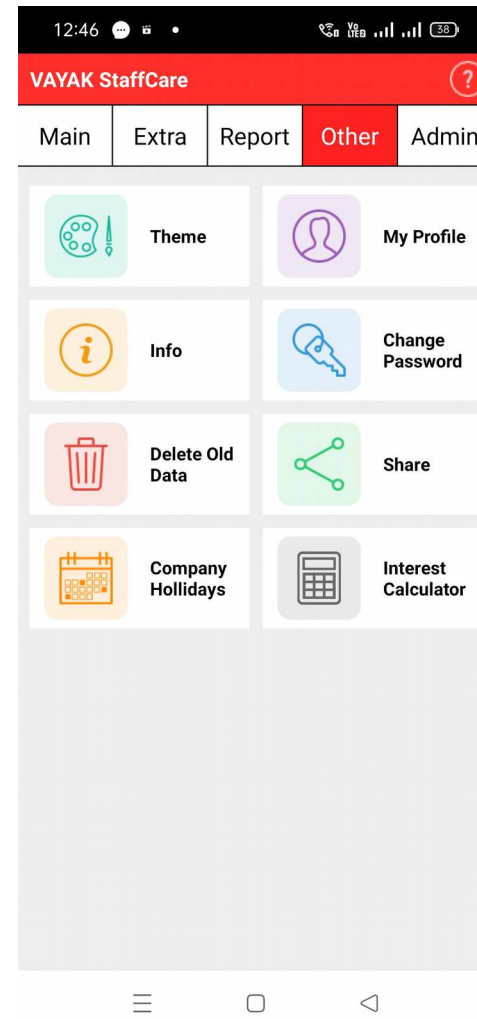 12:46 38
VAYAK StaffCare ?
Main Extra Report Other Admin
Theme My Profile
Info Change
Password
Delete Old
Data Share
Company
Hollidays Interest
Calculator